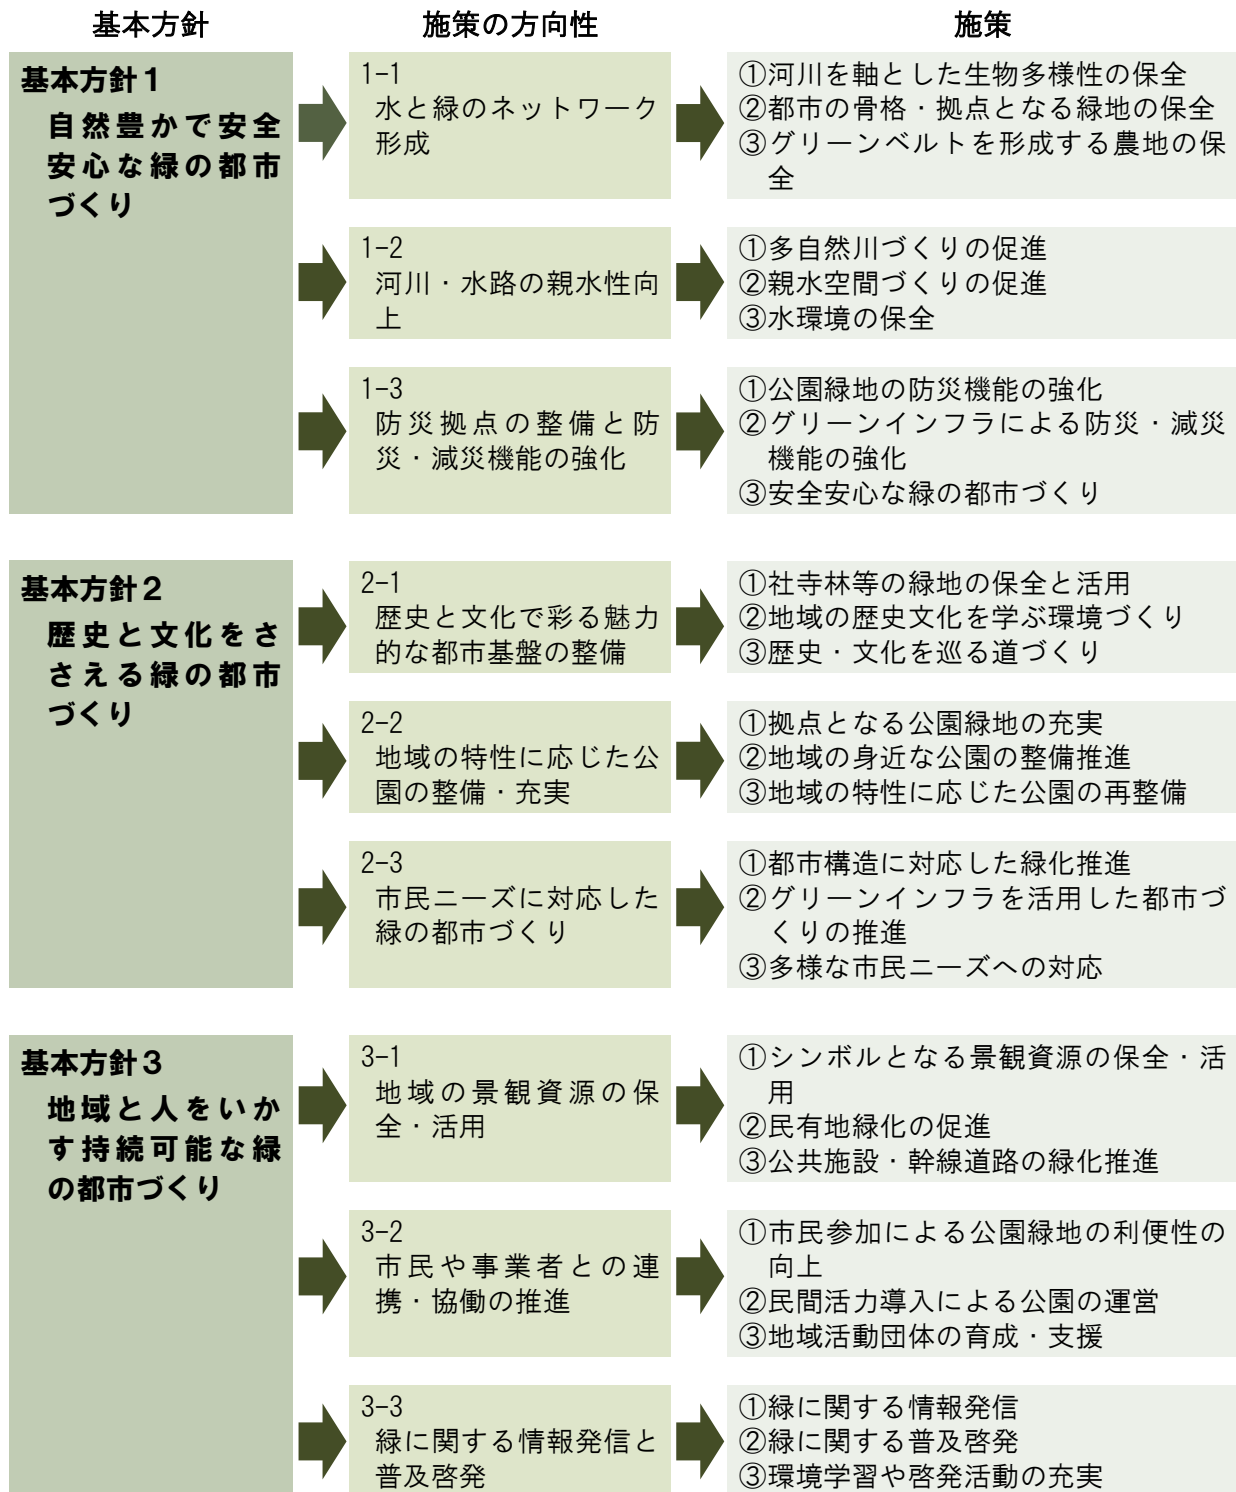 基本方針
施策の方向性
施策
基本方針１
自然豊かで安全
安心な緑の都市
づくり
1-1
水と緑のネットワーク
形成
①河川を軸とした生物多様性の保全
②都市の骨格・拠点となる緑地の保全
③グリーンベルトを形成する農地の保
全
1-2
河川・水路の親水性向
上
①多自然川づくりの促進
②親水空間づくりの促進
③水環境の保全
1-3
防災拠点の整備と防
災・減災機能の強化
①公園緑地の防災機能の強化
②グリーンインフラによる防災・減災
機能の強化
③安全安心な緑の都市づくり
基本方針２
歴史と文化をさ
さえる緑の都市
づくり
2-1
歴史と文化で彩る魅力
的な都市基盤の整備
①社寺林等の緑地の保全と活用
②地域の歴史文化を学ぶ環境づくり
③歴史・文化を巡る道づくり
2-2
地域の特性に応じた公
園の整備・充実
①拠点となる公園緑地の充実
②地域の身近な公園の整備推進
③地域の特性に応じた公園の再整備
2-3
市民ニーズに対応した
緑の都市づくり
①都市構造に対応した緑化推進
②グリーンインフラを活用した都市づ
くりの推進
③多様な市民ニーズへの対応
基本方針３
地域と人をいか
す持続可能な緑
の都市づくり
3-1
地域の景観資源の保
全・活用
①シンボルとなる景観資源の保全・活
用
②民有地緑化の促進
③公共施設・幹線道路の緑化推進
3-2
市民や事業者との連
携・協働の推進
①市民参加による公園緑地の利便性の
向上
②民間活力導入による公園の運営
③地域活動団体の育成・支援
3-3
緑に関する情報発信と
普及啓発
①緑に関する情報発信
②緑に関する普及啓発
③環境学習や啓発活動の充実